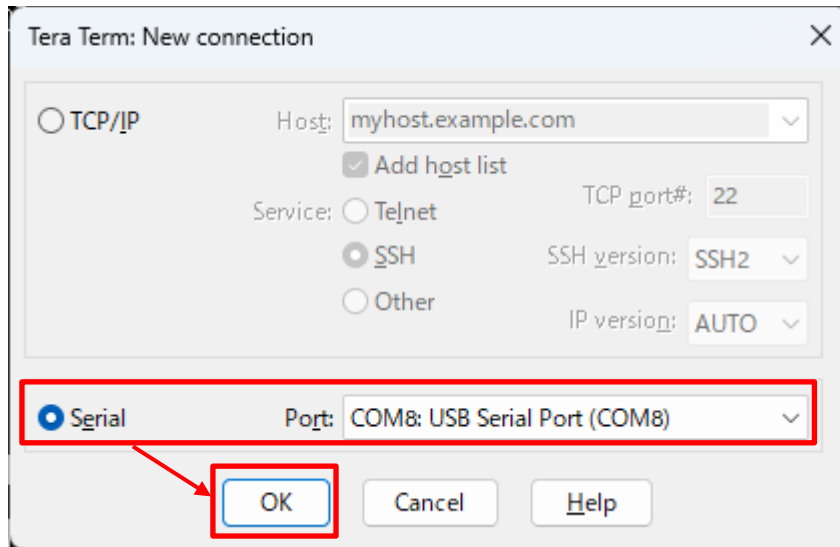 Tera Term: New connection
TCP/IP
Host: myhost.example.com
Add host list
Service: Telnet
TCP port#: 22
SSH
SSH version: SSH2
Other
IP version: AUTO
Serial
Port: COM8: USB Serial Port (COM8)
OK
Cancel
Help